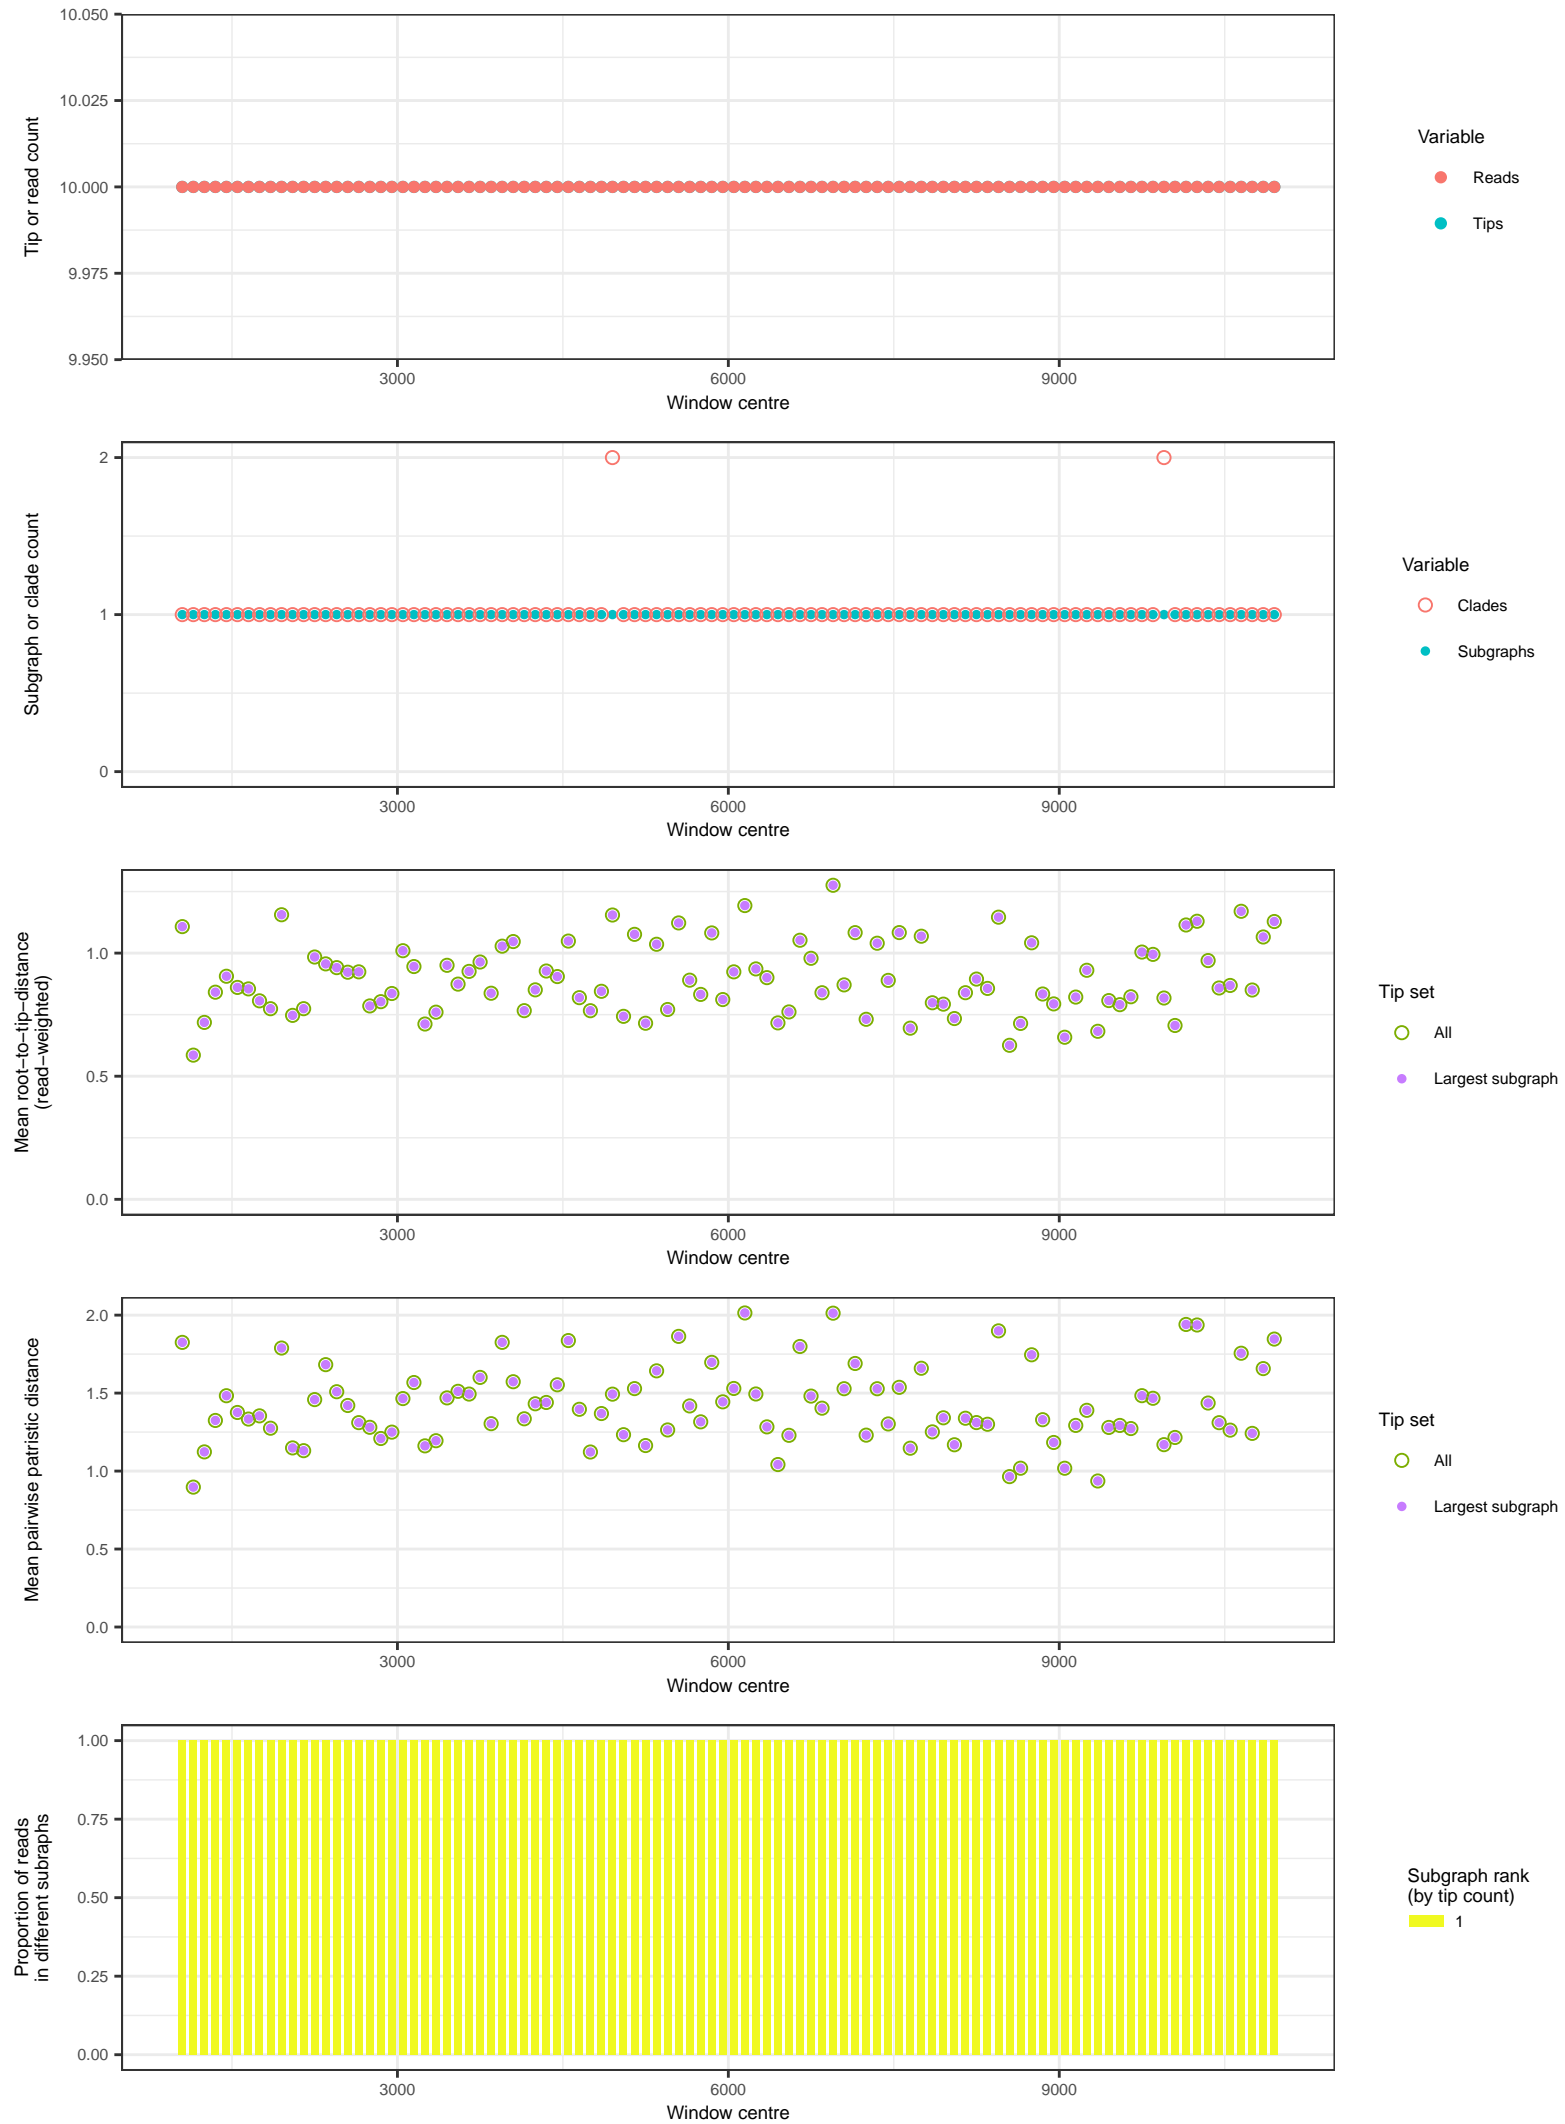 10.050
10.025
10.000
9.975
9.950
Tip or read count
3000
6000
9000
Window centre
Variable
Reads
Tips
2
1
0
Subgraph or clade count
3000
6000
9000
Window centre
Variable
Clades
Subgraphs
1.0
0.5
0.0
Mean root−to−tip−distance
(read−weighted)
3000
6000
9000
Window centre
Tip set
All
Largest subgraph
2.0
1.5
1.0
0.5
0.0
Mean pairwise patristic distance
3000
6000
9000
Window centre
Tip set
All
Largest subgraph
1.00
0.75
0.50
0.25
0.00
Proportion of reads
in different subraphs
3000
6000
9000
Window centre
Subgraph rank
(by tip count)
1